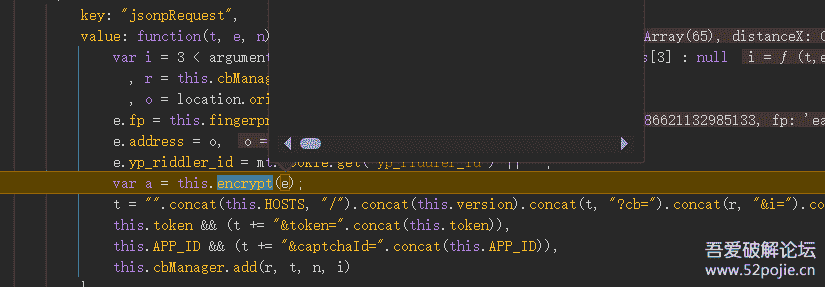 key: "jsonpRequest",
value: function(t, e, n) Array(65), distanceX:
var i = 3 < argument s[3] : null i = ƒ (t,e
, r = this.cbManag
, o = location.ori
e.fp = this.fingerpr 86621132985133, fp: 'ea
e.address = o, o =
e.yp_riddler_id =
var a = this.encrypt(e);
t = "".concat(this.HOSTS, "/").concat(this.version).concat(t, "?cb=").concat(r, "&i=").co
this.token && (t += "&token=".concat(this.token)),
this.APP_ID && (t += "&captchaId=".concat(this.APP_ID)),
this.cbManager.add(r, t, n, i)
吾爱破解论坛
www.52pojie.cn